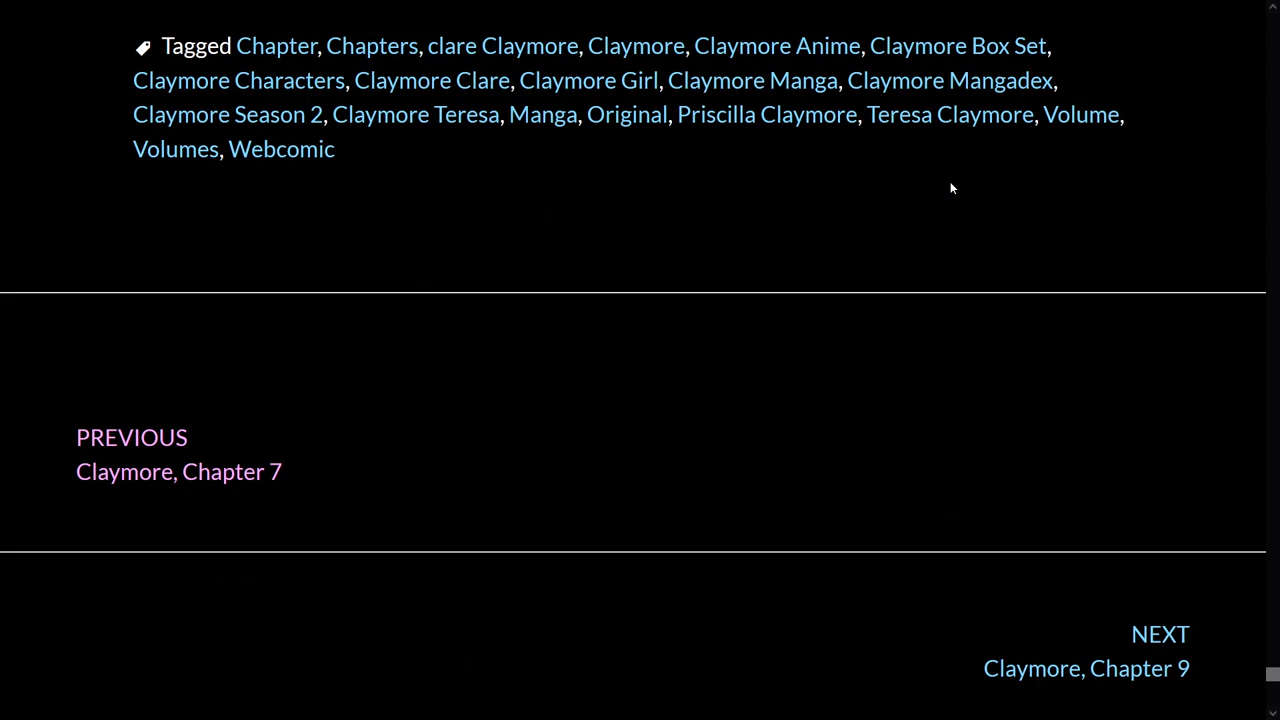 Tagged Chapter, Chapters, clare Claymore, Claymore, Claymore Anime, Claymore Box Set,
Claymore Characters, Claymore Clare, Claymore Girl, Claymore Manga, Claymore Mangadex,
Claymore Season 2, Claymore Teresa, Manga, Original, Priscilla Claymore, Teresa Claymore, Volume,
Volumes, Webcomic
PREVIOUS
Claymore, Chapter 7
NEXT
Claymore, Chapter 9